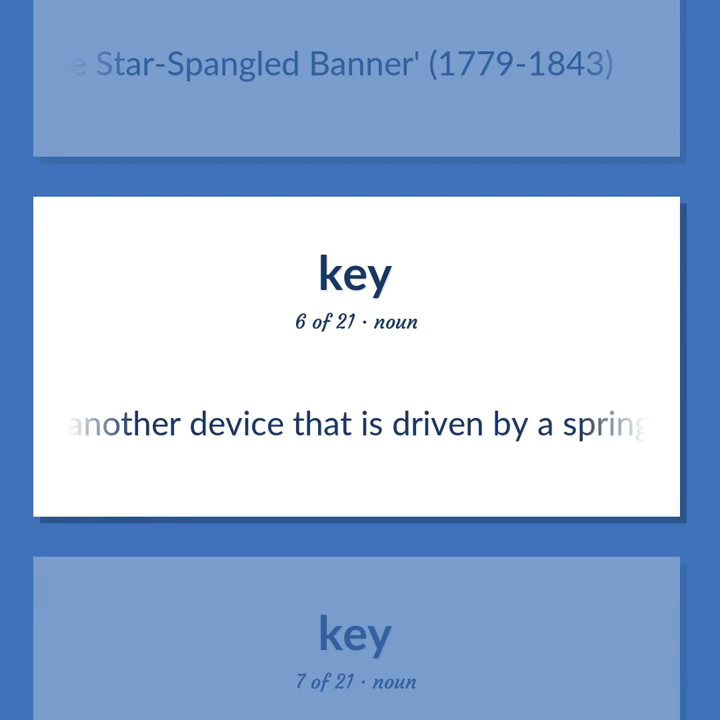 e Star-Spangled Banner' (1779-1843)
key
6 of 21 · noun
another device that is driven by a spring
key
7 of 21 · noun